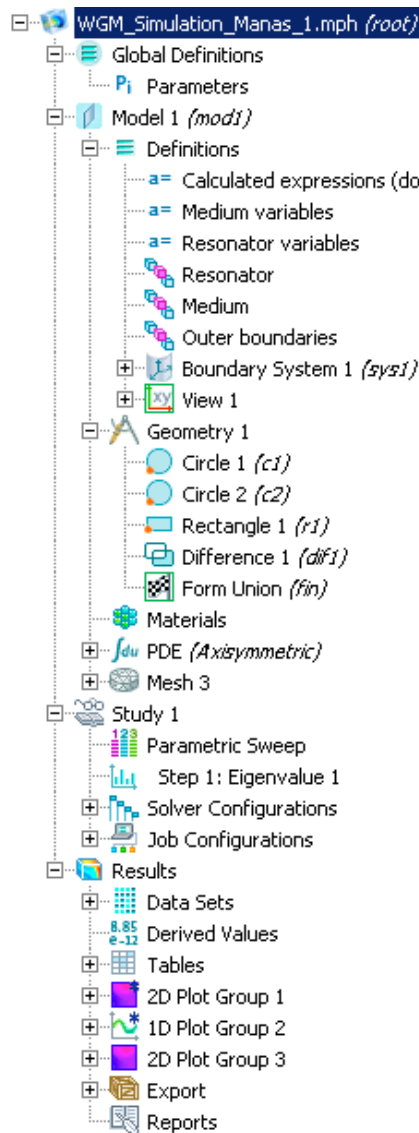 WGM_Simulation_Manas_1.mph (root)
Global Definitions
Pi Parameters
Model 1 (mod1)
Definitions
a= Calculated expressions (do
a= Medium variables
a= Resonator variables
Resonator
Medium
Outer boundaries
Boundary System 1 (sys1)
xy View 1
Geometry 1
Circle 1 (c1)
Circle 2 (c2)
Rectangle 1 (r1)
Difference 1 (dif1)
Form Union (fin)
Materials
∫du PDE (Axisymmetric)
Mesh 3
Study 1
123 Parametric Sweep
Step 1: Eigenvalue 1
Solver Configurations
Job Configurations
Results
Data Sets
8.85 e-12 Derived Values
Tables
2D Plot Group 1
1D Plot Group 2
2D Plot Group 3
Export
Reports